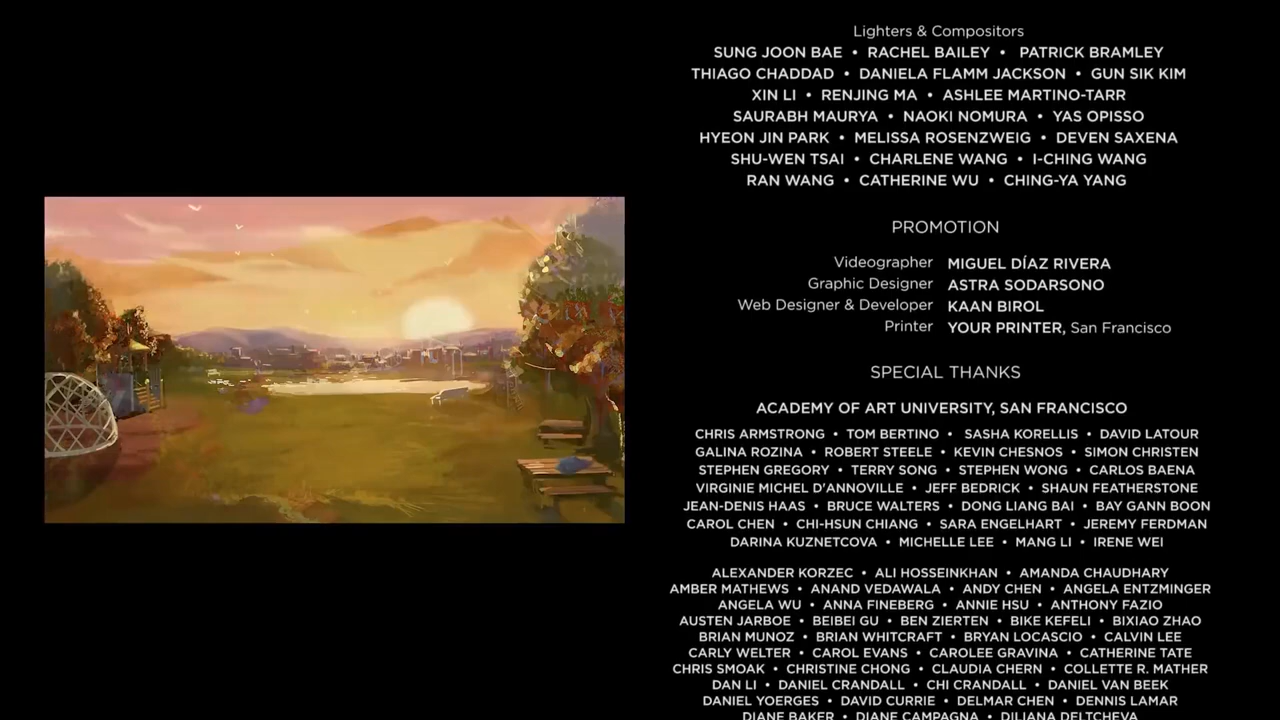 Lighters & Compositors
SUNG JOON BAE • RACHEL BAILEY • PATRICK BRAMLEY
THIAGO CHADDAD • DANIELA FLAMM JACKSON • GUN SIK KIM
XIN LI • RENJING MA • ASHLEE MARTINO-TARR
SAURABH MAURYA • NAOKI NOMURA • YAS OPISSO
HYEON JIN PARK • MELISSA ROSENZWEIG • DEVEN SAXENA
SHU-WEN TSAI • CHARLENE WANG • I-CHING WANG
RAN WANG • CATHERINE WU • CHING-YA YANG
PROMOTION
Videographer MIGUEL DÍAZ RIVERA
Graphic Designer ASTRA SODARSONO
Web Designer & Developer KAAN BIROL
Printer YOUR PRINTER, San Francisco
SPECIAL THANKS
ACADEMY OF ART UNIVERSITY, SAN FRANCISCO
CHRIS ARMSTRONG • TOM BERTINO • SASHA KORELLIS • DAVID LATOUR
GALINA ROZINA • ROBERT STEELE • KEVIN CHESNOS • SIMON CHRISTEN
STEPHEN GREGORY • TERRY SONG • STEPHEN WONG • CARLOS BAENA
VIRGINIE MICHEL D'ANNOVILLE • JEFF BEDRICK • SHAUN FEATHERSTONE
JEAN-DENIS HAAS • BRUCE WALTERS • DONG LIANG BAI • BAY GANN BOON
CAROL CHEN • CHI-HSUN CHIANG • SARA ENGELHART • JEREMY FERDMAN
DARINA KUZNETCOVA • MICHELLE LEE • MANG LI • IRENE WEI
ALEXANDER KORZEC • ALI HOSSEINKHAN • AMANDA CHAUDHARY
AMBER MATHEWS • ANAND VEDAWALA • ANDY CHEN • ANGELA ENTZMINGER
ANGELA WU • ANNA FINEBERG • ANNIE HSU • ANTHONY FAZIO
AUSTEN JARBOE • BEIBEI GU • BEN ZIERTEN • BIKE KEFELI • BIXIAO ZHAO
BRIAN MUNOZ • BRIAN WHITCRAFT • BRYAN LOCASCIO • CALVIN LEE
CARLY WELTER • CAROL EVANS • CAROLEE GRAVINA • CATHERINE TATE
CHRIS SMOAK • CHRISTINE CHONG • CLAUDIA CHERN • COLLETTE R. MATHER
DAN LI • DANIEL CRANDALL • CHI CRANDALL • DANIEL VAN BEEK
DANIEL YOERGES • DAVID CURRIE • DELMAR CHEN • DENNIS LAMAR
DIANE BAKER • DIANE CAMPAGNA • DILIANA DELTCHEVA